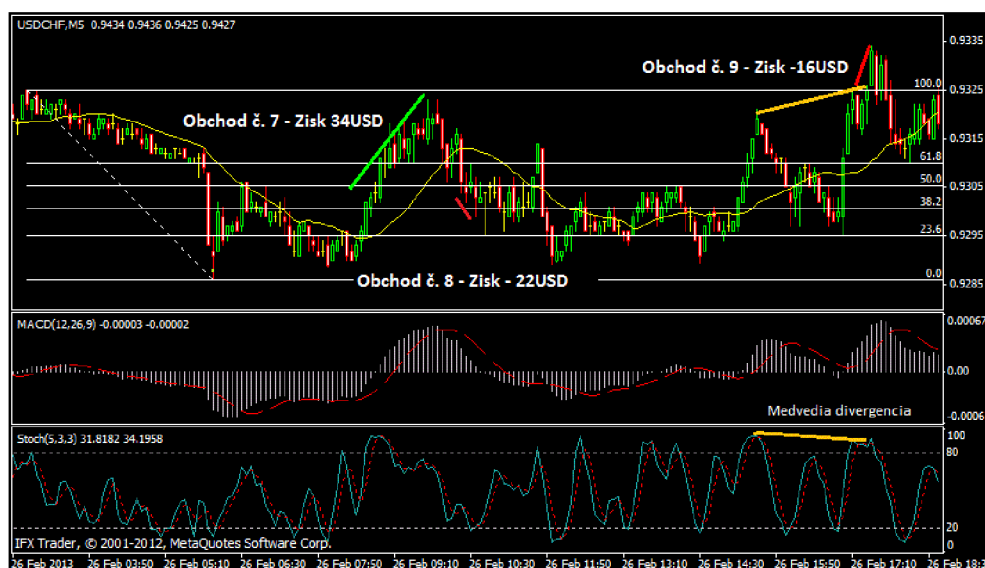 USDCHF,M5 0.9434 0.9436 0.9425 0.9427
0.9335
Obchod č. 9 - Zisk -16USD
100.0
0.9325
Obchod č. 7 - Zisk 34USD
0.9315
61.8
50.0
0.9305
38.2
23.6
0.9295
Obchod č. 8 - Zisk - 22USD
0.0
0.9285
MACD(12,26,9) -0.00003 -0.00002
0.00067
0.00
Medvedia divergencia
-0.0006
Stoch(5,3,3) 31.8182 34.1958
100
80
20
IFX Trader, © 2001-2012, MetaQuotes Software Corp.
0
26 Feb 2013 26 Feb 03:50 26 Feb 05:10 26 Feb 06:30 26 Feb 07:50 26 Feb 09:10 26 Feb 10:30 26 Feb 11:50 26 Feb 13:10 26 Feb 14:30 26 Feb 15:50 26 Feb 17:10 26 Feb 18:3